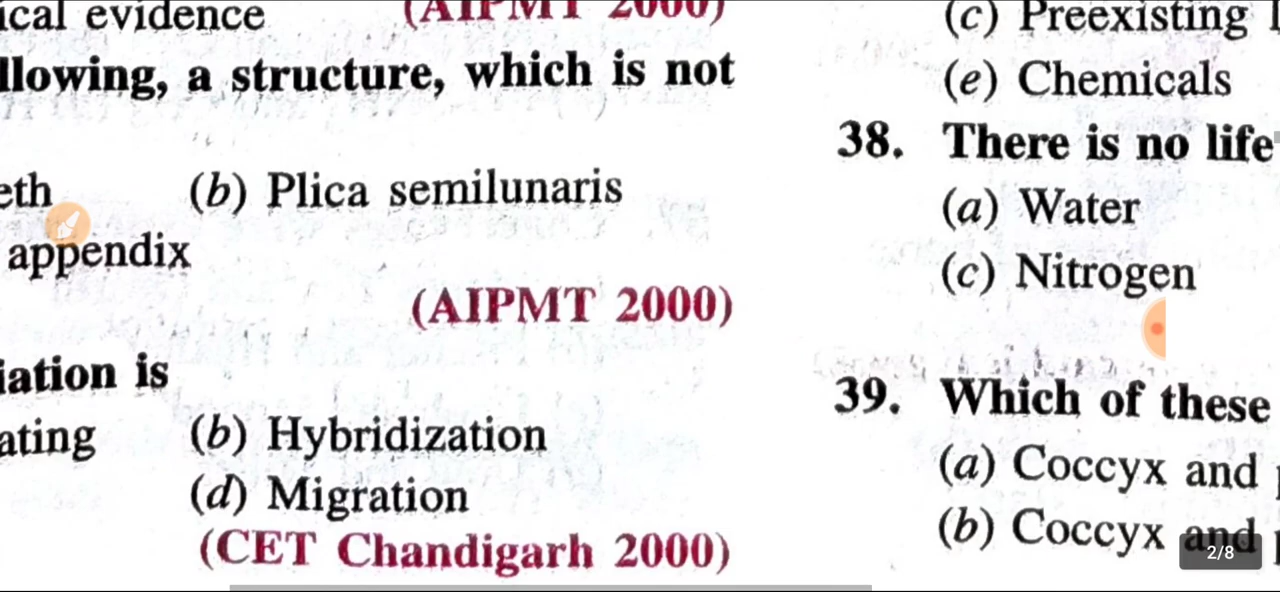 ical evidence (AIPMT 2000)
llowing, a structure, which is not
eth (b) Plica semilunaris
appendix
(AIPMT 2000)
iation is
ating (b) Hybridization
(d) Migration
(CET Chandigarh 2000)
(c) Preexisting
(e) Chemicals
38. There is no life
(a) Water
(c) Nitrogen
39. Which of these
(a) Coccyx and
(b) Coccyx and
2/8